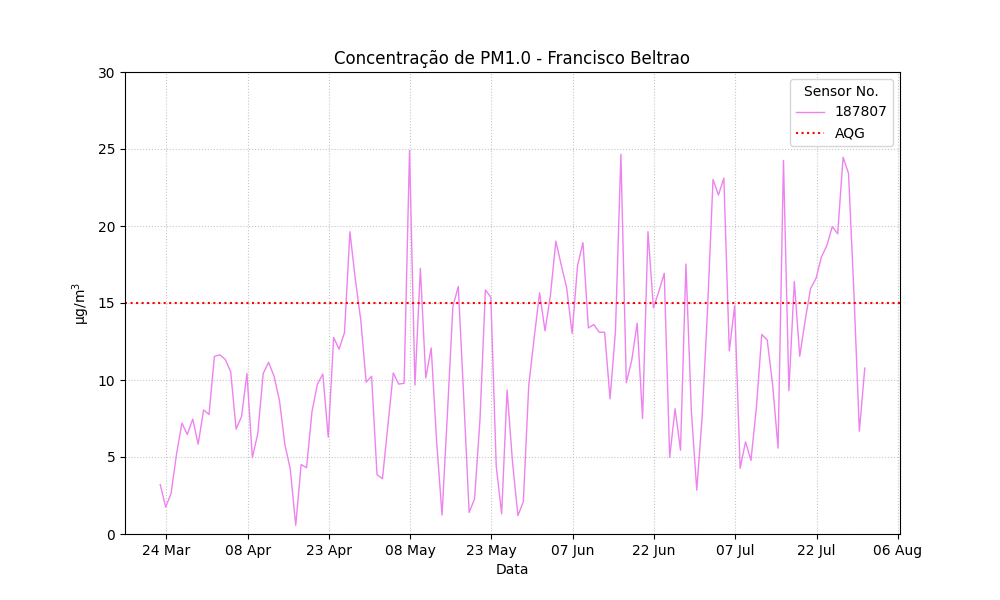 Concentração de PM1.0 - Francisco Beltrao
Sensor No.
187807
AQG
30
25
20
15
10
5
0
µg/m³
24 Mar
08 Apr
23 Apr
08 May
23 May
07 Jun
22 Jun
07 Jul
22 Jul
06 Aug
Data